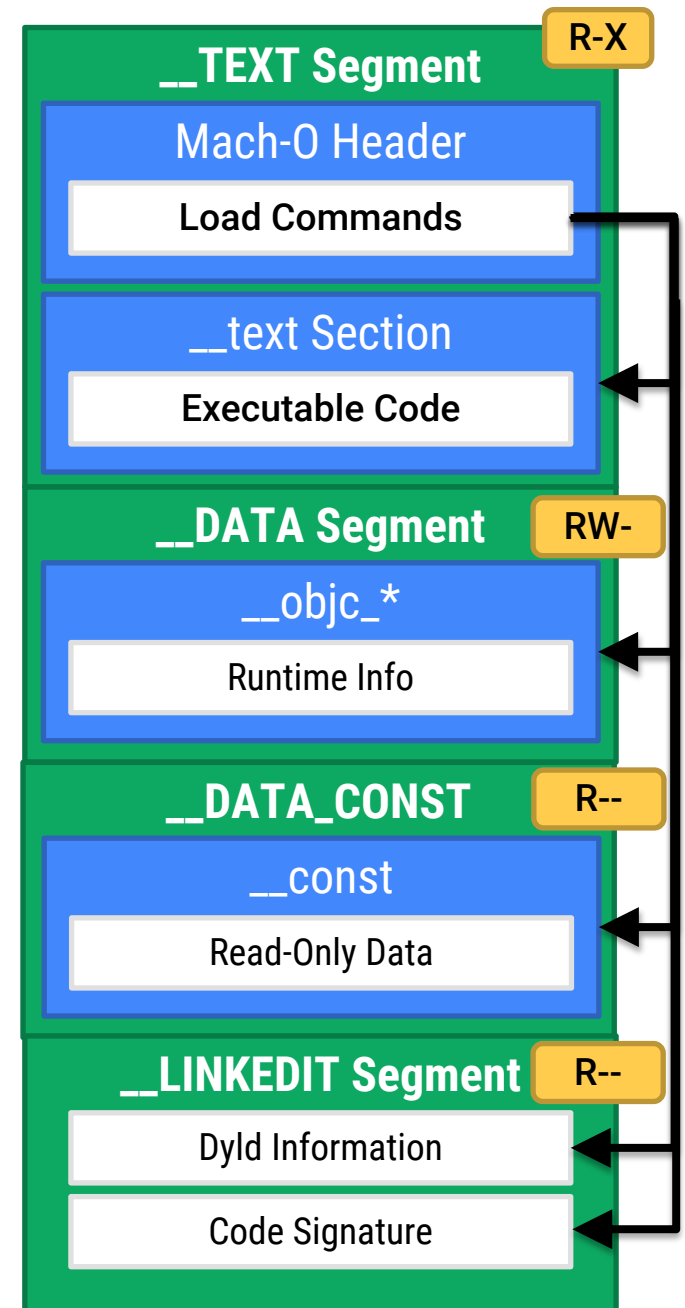 R-X
__TEXT Segment
Mach-O Header
Load Commands
__text Section
Executable Code
__DATA Segment
RW-
__objc_*
Runtime Info
__DATA_CONST
R--
__const
Read-Only Data
__LINKEDIT Segment
R--
Dyld Information
Code Signature